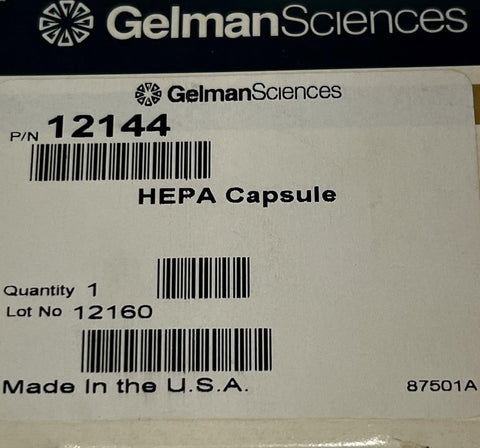 GelmanSciences
GelmanSciences
P/N 12144
HEPA Capsule
Quantity 1
Lot No 12160
Made In the U.S.A. 87501A